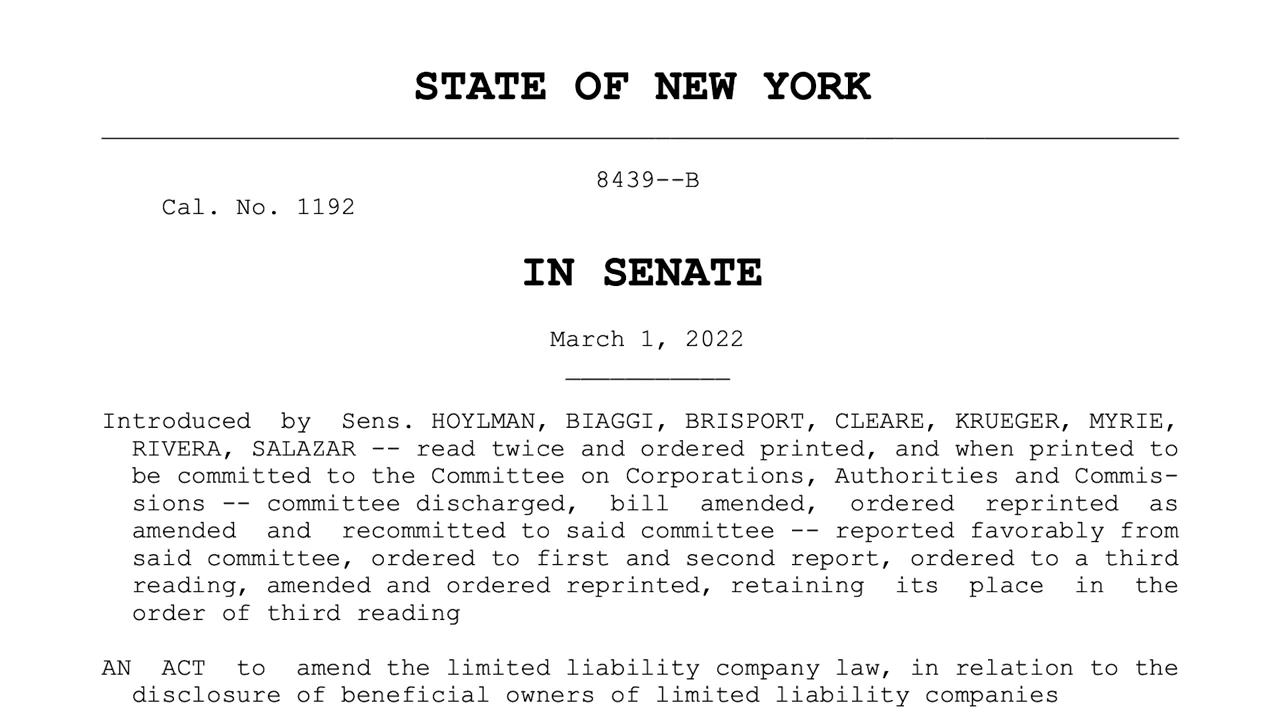 STATE OF NEW YORK
8439--B
Cal. No. 1192
IN SENATE
March 1, 2022
Introduced by Sens. HOYLMAN, BIAGGI, BRISPORT, CLEARE, KRUEGER, MYRIE,
RIVERA, SALAZAR -- read twice and ordered printed, and when printed to
be committed to the Committee on Corporations, Authorities and Commis-
sions -- committee discharged, bill amended, ordered reprinted as
amended and recommitted to said committee -- reported favorably from
said committee, ordered to first and second report, ordered to a third
reading, amended and ordered reprinted, retaining its place in the
order of third reading
AN ACT to amend the limited liability company law, in relation to the
disclosure of beneficial owners of limited liability companies